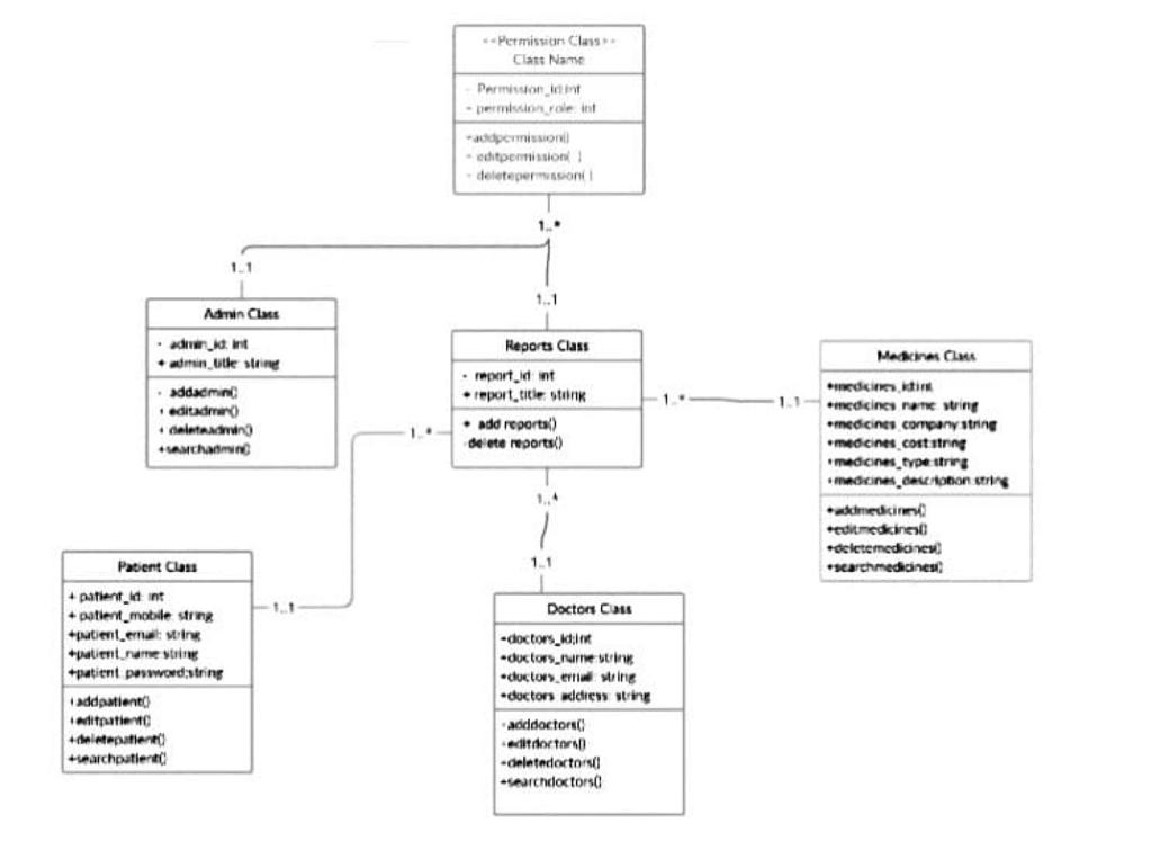 <<Permission Class>>
Class Name
- Permission_id:int
- permission_role: int
+addpermission()
- editpermission( )
- deletepermission( )
1..*
1..1
1..1
Admin Class
- admin_id: int
+ admin_title: string
- addadmin()
+ editadmin()
+ deleteadmin()
+searchadmin()
Reports Class
- report_id: int
+ report_title: string
+ add reports()
-delete reports()
1..*
1..1
1..*
1..*
1..1
1..1
Medicines Class
+medicines_id:int
+medicines name: string
+medicines_company:string
+medicines_cost:string
+medicines_type:string
+medicines_description:string
+addmedicines()
+editmedicines()
+deletemedicines()
+searchmedicines()
Patient Class
+ patient_id: int
+ patient_mobile: string
+patient_email: string
+patient_name:string
+patient_password;string
+addpatient()
+editpatient()
+deletepatient()
+searchpatient()
Doctors Class
+doctors_id;int
+doctors_name:string
+doctors_email: string
+doctors address: string
-adddoctors()
-editdoctors()
+deletedoctors()
+searchdoctors()